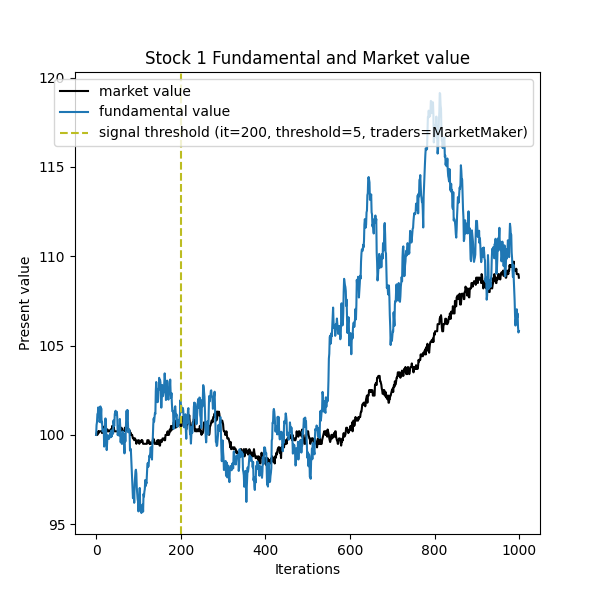 Stock 1 Fundamental and Market value
market value
fundamental value
signal threshold (it=200, threshold=5, traders=MarketMaker)
120
115
110
105
100
95
Present value
0 200 400 600 800 1000
Iterations